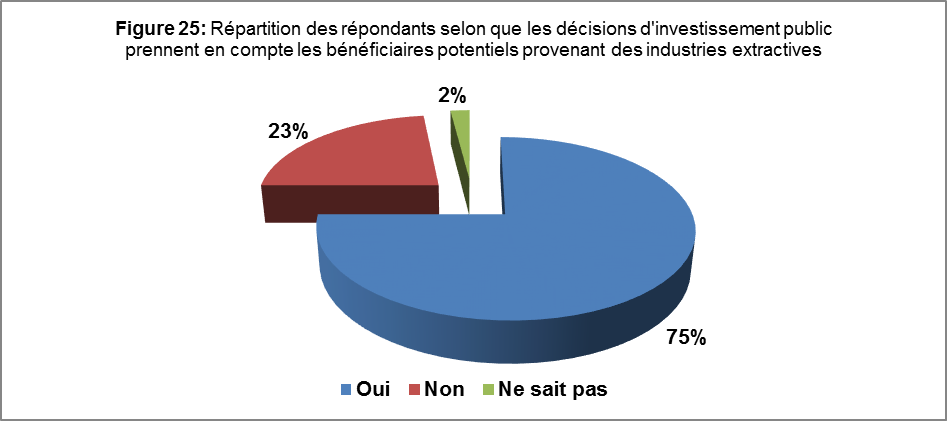 Figure 25: Répartition des répondants selon que les décisions d'investissement public
prennent en compte les bénéficiaires potentiels provenant des industries extractives
2%
23%
75%
Oui Non Ne sait pas